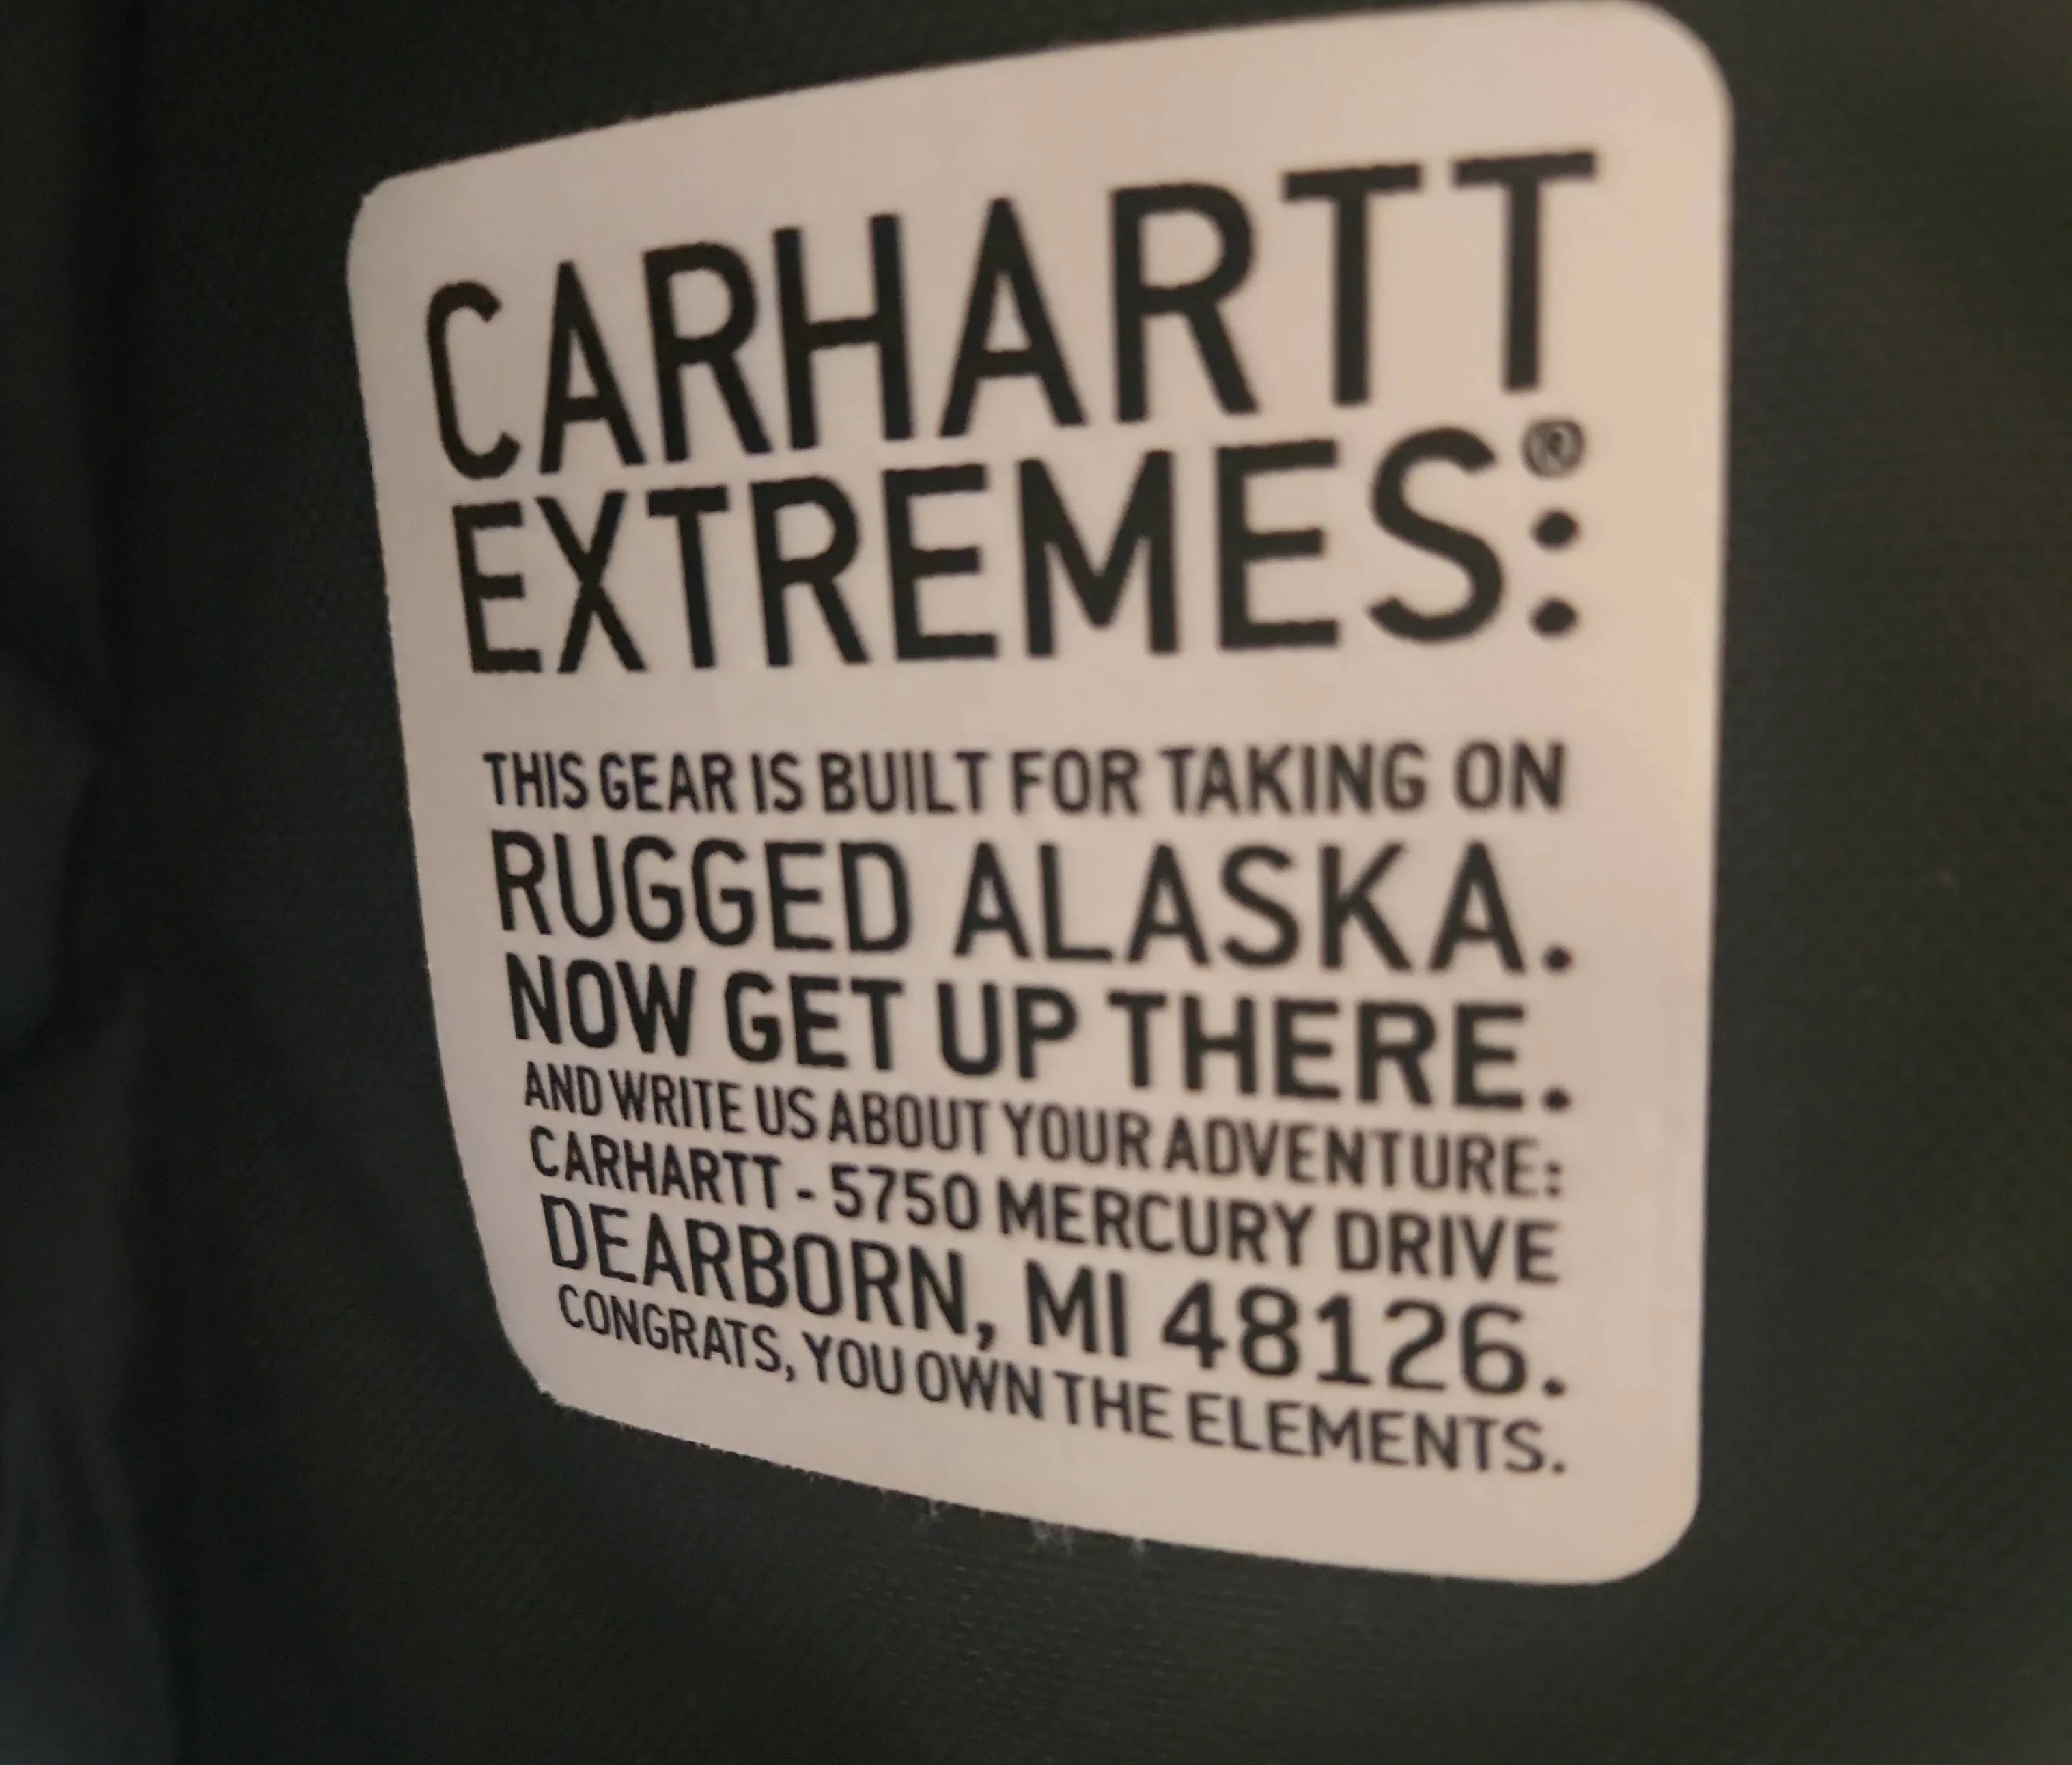 CARHARTT
EXTREMES®:
THIS GEAR IS BUILT FOR TAKING ON
RUGGED ALASKA.
NOW GET UP THERE.
AND WRITE US ABOUT YOUR ADVENTURE:
CARHARTT - 5750 MERCURY DRIVE
DEARBORN, MI 48126.
CONGRATS, YOU OWN THE ELEMENTS.